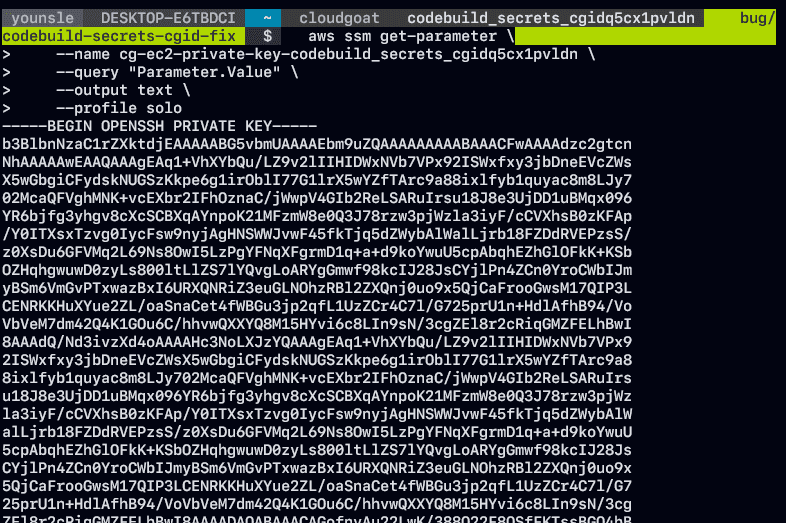 younsle DESKTOP-E6TBDCI ~ cloudgoat codebuild_secrets_cgidq5cx1pvldn bug/
codebuild-secrets-cgid-fix $ aws ssm get-parameter \
> --name cg-ec2-private-key-codebuild_secrets_cgidq5cx1pvldn \
> --query "Parameter.Value" \
> --output text \
> --profile solo
-----BEGIN OPENSSH PRIVATE KEY-----
b3BlbnNzaC1rZXktdjEAAAAABG5vbmUAAAAEbm9uZQAAAAAAAAABAAACFwAAAAdzc2gtcn
NhAAAAAwEAAQAAAgEAq1+VhXYbQu/LZ9v2lIIHIDWxNVb7VPx92ISWxfxy3jbDneEVcZWs
X5wGbgiCFydskNUGSzKkpe6g1irOblI77G1lrX5wYZfTArc9a88ixlfyb1quyac8m8LJy7
02McaQFVghMNK+vcEXbr2IFhOznaC/jWwpV4GIb2ReLSARuIrsu18J8e3UjDD1uBMqx096
YR6bjfg3yhgv8cXcSCBXqAYnpoK21MFzmW8e0Q3J78rzw3pjWzla3iyF/cCVXhsB0zKFAp
/Y0ITXsxTzvg0IycFsw9nyjAgHNSWWJvwF45fkTjq5dZWybAlWalLjrb18FZDdRVEPzsS/
z0XsDu6GFVMq2L69Ns8OwI5LzPgYFNqXFgrmD1q+a+d9koYwuU5cpAbqhEZhGlOFkK+KSb
OZHqhgwuwD0zyLs800ltLlZS7lYQvgLoARYgGmwf98kcIJ28JsCYjlPn4ZCn0YroCWbIJm
yBSm6VmGvPTxwazBxI6URXQNRiZ3euGLNOhzRBl2ZXQnj0uo9x5QjCaFrooGwsM17QIP3L
CENRKKHuXYue2ZL/oaSnaCet4fWBGu3jp2qfL1UzZCr4C7l/G725prU1n+HdlAfhB94/Vo
VbVeM7dm42Q4K1GOu6C/hhvwQXXYQ8M15HYvi6c8LIn9sN/3cgZEl8r2cRiqGMZFELhBwI
8AAAdQ/Nd3ivzXd4oAAAAHc3NoLXJzYQAAAgEAq1+VhXYbQu/LZ9v2lIIHIDWxNVb7VPx9
2ISWxfxy3jbDneEVcZWsX5wGbgiCFydskNUGSzKkpe6g1irOblI77G1lrX5wYZfTArc9a8
8ixlfyb1quyac8m8LJy702McaQFVghMNK+vcEXbr2IFhOznaC/jWwpV4GIb2ReLSARuIrs
u18J8e3UjDD1uBMqx096YR6bjfg3yhgv8cXcSCBXqAYnpoK21MFzmW8e0Q3J78rzw3pjWz
la3iyF/cCVXhsB0zKFAp/Y0ITXsxTzvg0IycFsw9nyjAgHNSWWJvwF45fkTjq5dZWybAlW
alLjrb18FZDdRVEPzsS/z0XsDu6GFVMq2L69Ns8OwI5LzPgYFNqXFgrmD1q+a+d9koYwuU
5cpAbqhEZhGlOFkK+KSbOZHqhgwuwD0zyLs800ltLlZS7lYQvgLoARYgGmwf98kcIJ28Js
CYjlPn4ZCn0YroCWbIJmyBSm6VmGvPTxwazBxI6URXQNRiZ3euGLNOhzRBl2ZXQnj0uo9x
5QjCaFrooGwsM17QIP3LCENRKKHuXYue2ZL/oaSnaCet4fWBGu3jp2qfL1UzZCr4C7l/G7
25prU1n+HdlAfhB94/VoVbVeM7dm42Q4K1GOu6C/hhvwQXXYQ8M15HYvi6c8LIn9sN/3cg